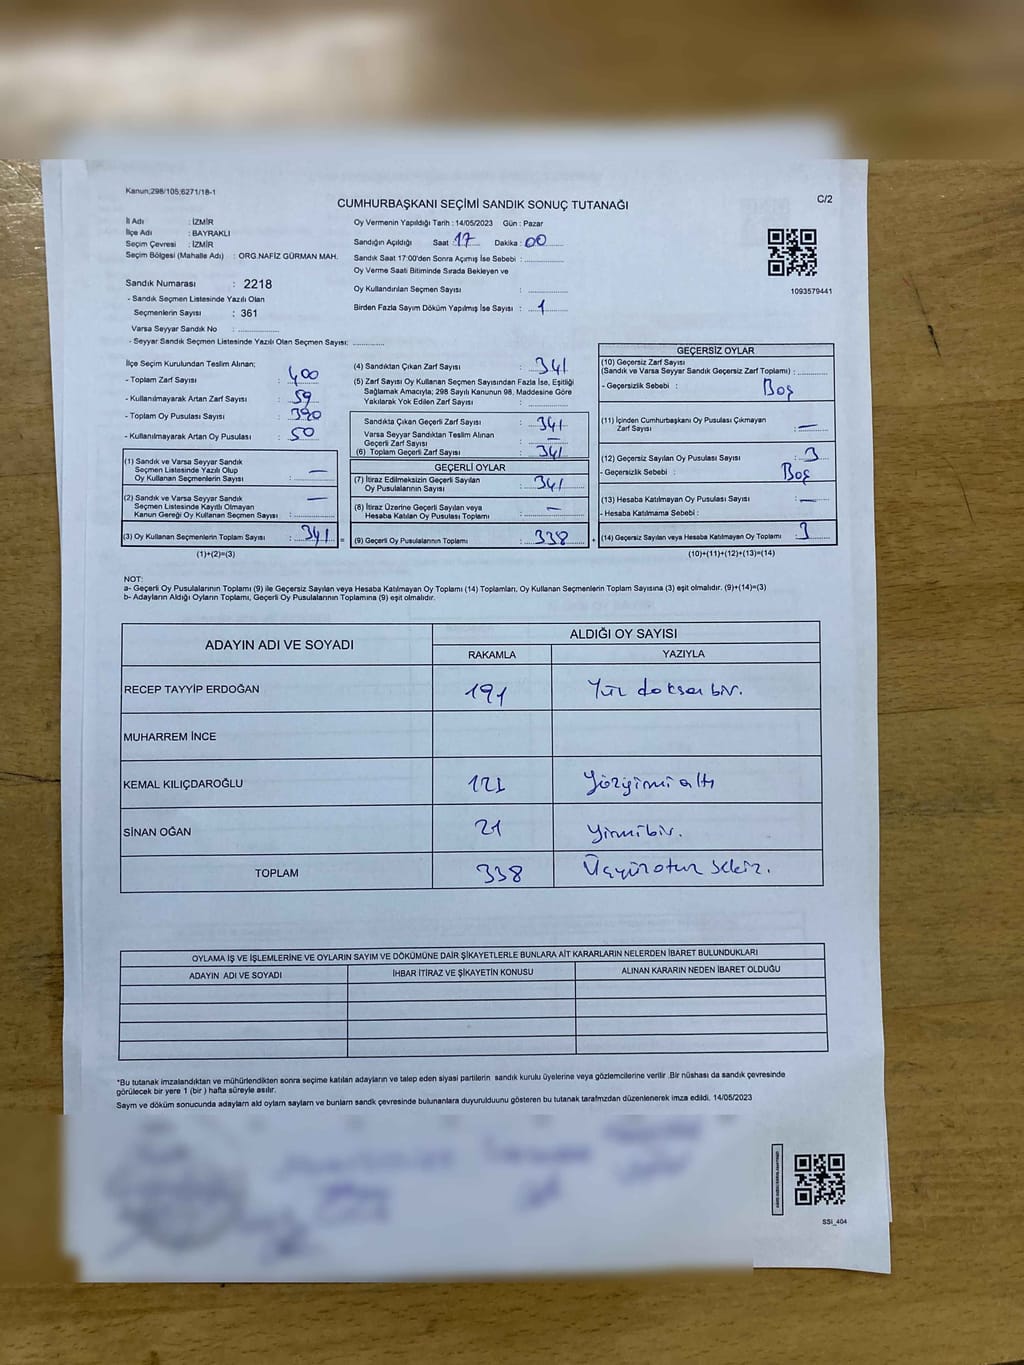 Kanun;298/105;6271/18-1
C/2
CUMHURBAŞKANI SEÇİMİ SANDIK SONUÇ TUTANAĞI
İl Adı : İZMİR
İlçe Adı : BAYRAKLI
Seçim Çevresi : İZMİR
Seçim Bölgesi (Mahalle Adı) : ORG.NAFİZ GÜRMAN MAH.
Sandık Numarası : 2218
- Sandık Seçmen Listesinde Yazılı Olan
Seçmenlerin Sayısı : 361
Varsa Seyyar Sandık No :
- Seyyar Sandık Seçmen Listesinde Yazılı Olan Seçmen Sayısı:
Oy Vermenin Yapıldığı Tarih : 14/05/2023 Gün : Pazar
Sandığın Açıldığı Saat 17 Dakika : 00
Sandık Saat 17:00'den Sonra Açımış İse Sebebi :
Oy Verme Saati Bitiminde Sırada Bekleyen ve
Oy Kullandırılan Seçmen Sayısı :
Birden Fazla Sayım Döküm Yapılmış İse Sayısı : 1
1093579441
İlçe Seçim Kurulundan Teslim Alınan;
- Toplam Zarf Sayısı : 400
- Kullanılmayarak Artan Zarf Sayısı : 59
- Toplam Oy Pusulası Sayısı : 390
- Kullanılmayarak Artan Oy Pusulası : 50
(1) Sandık ve Varsa Seyyar Sandık
Seçmen Listesinde Yazılı Olup
Oy Kullanan Seçmenlerin Sayısı : —
(2) Sandık ve Varsa Seyyar Sandık
Seçmen Listesinde Kayıtlı Olmayan
Kanun Gereği Oy Kullanan Seçmen Sayısı : —
(3) Oy Kullanan Seçmenlerin Toplam Sayısı : 341 =
(1)+(2)=(3)
(4) Sandıktan Çıkan Zarf Sayısı : 341
(5) Zarf Sayısı Oy Kullanan Seçmen Sayısından Fazla İse, Eşitliği
Sağlamak Amacıyla; 298 Sayılı Kanunun 98. Maddesine Göre
Yakılarak Yok Edilen Zarf Sayısı :
Sandıkta Çıkan Geçerli Zarf Sayısı : 341
Varsa Seyyar Sandıktan Teslim Alınan
Geçerli Zarf Sayısı : —
(6) Toplam Geçerli Zarf Sayısı : 341
GEÇERLİ OYLAR
(7) İtiraz Edilmeksizin Geçerli Sayılan
Oy Pusulalarının Sayısı : 341
(8) İtiraz Üzerine Geçerli Sayılan veya
Hesaba Katılan Oy Pusulası Toplamı : —
(9) Geçerli Oy Pusulalarının Toplamı : 338 +
GEÇERSİZ OYLAR
(10) Geçersiz Zarf Sayısı
(Sandık ve Varsa Seyyar Sandık Geçersiz Zarf Toplamı) :
- Geçersizlik Sebebi : Boş
(11) İçinden Cumhurbaşkanı Oy Pusulası Çıkmayan
Zarf Sayısı : —
(12) Geçersiz Sayılan Oy Pusulası Sayısı : 3
- Geçersizlik Sebebi : Boş
(13) Hesaba Katılmayan Oy Pusulası Sayısı : —
- Hesaba Katılmama Sebebi :
(14) Geçersiz Sayılan veya Hesaba Katılmayan Oy Toplamı : 3
(10)+(11)+(12)+(13)=(14)
NOT:
a- Geçerli Oy Pusulalarının Toplamı (9) ile Geçersiz Sayılan veya Hesaba Katılmayan Oy Toplamı (14) Toplamları, Oy Kullanan Seçmenlerin Toplam Sayısına (3) eşit olmalıdır. (9)+(14)=(3)
b- Adayların Aldığı Oyların Toplamı, Geçerli Oy Pusulalarının Toplamına (9) eşit olmalıdır.
ADAYIN ADI VE SOYADI ALDIĞI OY SAYISI
RAKAMLA YAZIYLA
RECEP TAYYİP ERDOĞAN 191 Yüz doksan bir.
MUHARREM İNCE
KEMAL KILIÇDAROĞLU 121 yüzyirmi altı
SİNAN OĞAN 21 yirmibir.
TOPLAM 338 Üçyüzotuz sekiz.
OYLAMA İŞ VE İŞLEMLERİNE VE OYLARIN SAYIM VE DÖKÜMÜNE DAİR ŞİKAYETLERLE BUNLARA AİT KARARLARIN NELERDEN İBARET BULUNDUKLARI
ADAYIN ADI VE SOYADI İHBAR İTİRAZ VE ŞİKAYETİN KONUSU ALINAN KARARIN NEDEN İBARET OLDUĞU
*Bu tutanak imzalandıktan ve mühürlendikten sonra seçime katılan adayların ve talep eden siyasi partilerin sandık kurulu üyelerine veya gözlemcilerine verilir .Bir nüshası da sandık çevresinde
görülecek bir yere 1 (bir ) hafta süreyle asılır.
Sayım ve döküm sonucunda adayların aldı oyların sayıları ve bunların sandık çevresinde bulunanlara duyurulduunu gösteren bu tutanak tarafımızdan düzenlenerek imza edildi. 14/05/2023
SSİ_404